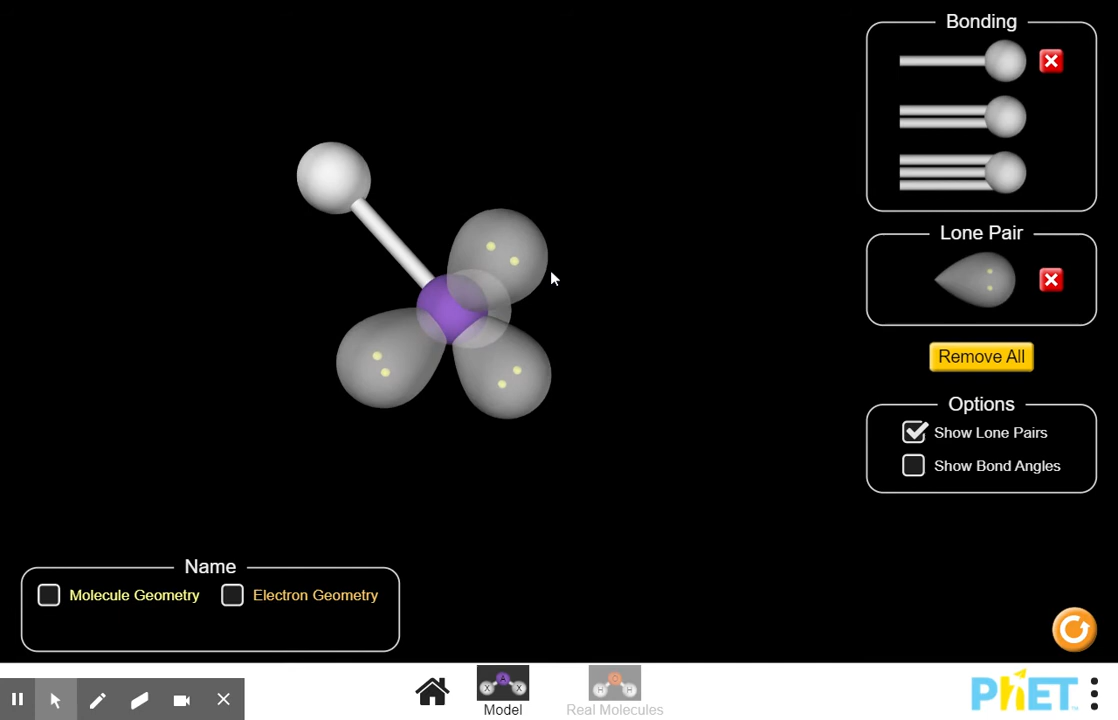 Bonding
Lone Pair
Remove All
Options
Show Lone Pairs
Show Bond Angles
Name
Molecule Geometry
Electron Geometry
X A X
Model
H O H
Real Molecules
PhET